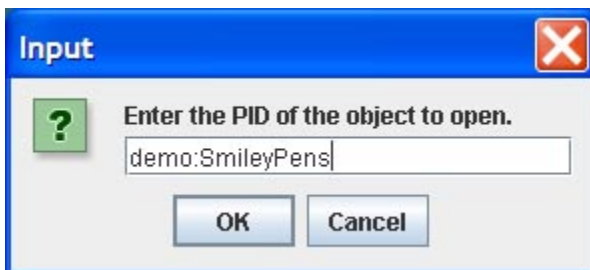 Input
?
Enter the PID of the object to open.
demo:SmileyPens
OK Cancel